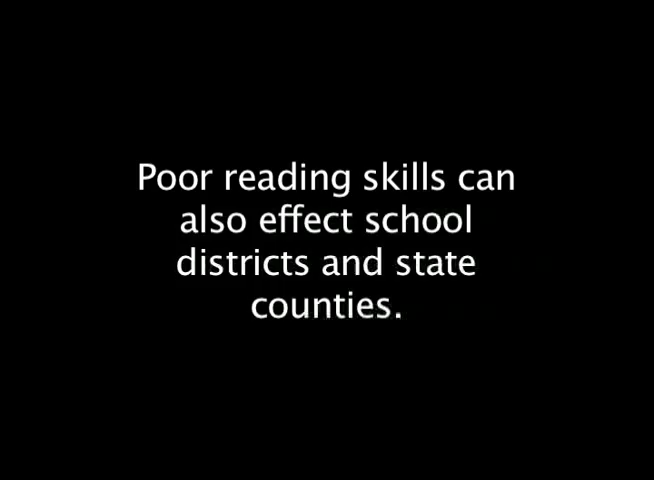 Poor reading skills can
also effect school
districts and state
counties.